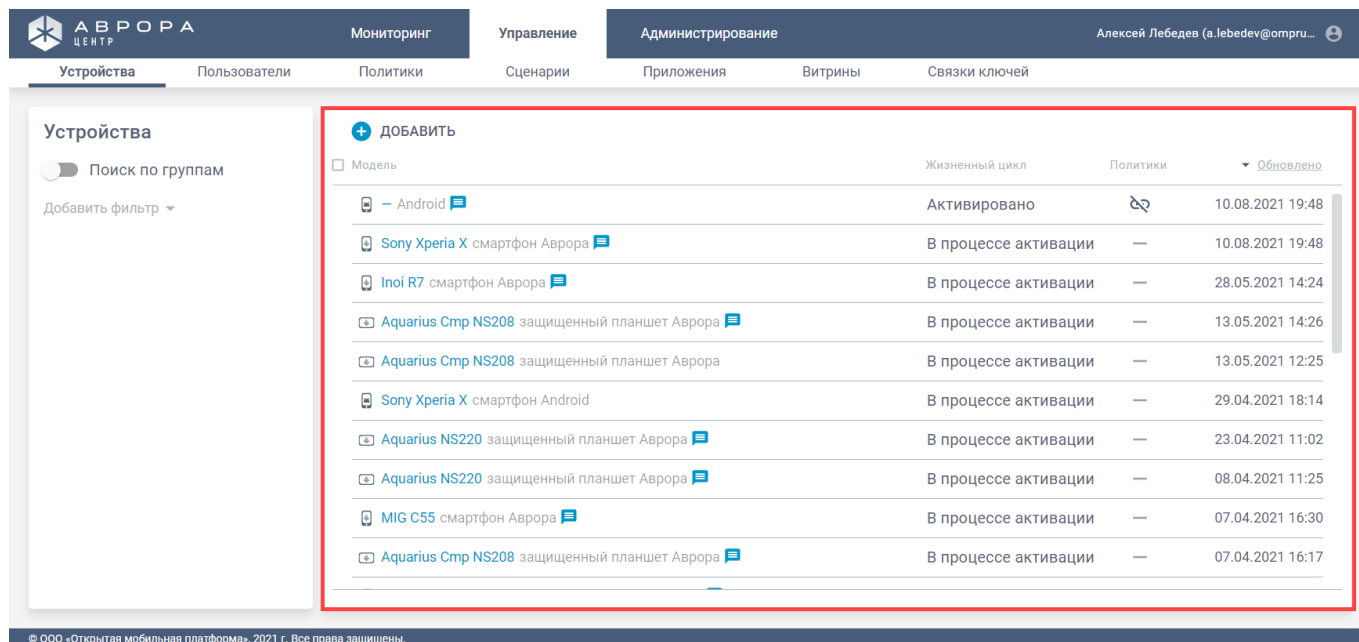 АВРОРА
ЦЕНТР
Мониторинг Управление Администрирование Алексей Лебедев (a.lebedev@ompru...
Устройства Пользователи Политики Сценарии Приложения Витрины Связки ключей
Устройства
Поиск по группам
Добавить фильтр
ДОБАВИТЬ
Модель Жизненный цикл Политики Обновлено
— Android Активировано 10.08.2021 19:48
Sony Xperia X смартфон Аврора В процессе активации — 10.08.2021 19:48
Inoi R7 смартфон Аврора В процессе активации — 28.05.2021 14:24
Aquarius Cmp NS208 защищенный планшет Аврора В процессе активации — 13.05.2021 14:26
Aquarius Cmp NS208 защищенный планшет Аврора В процессе активации — 13.05.2021 12:25
Sony Xperia X смартфон Android В процессе активации — 29.04.2021 18:14
Aquarius NS220 защищенный планшет Аврора В процессе активации — 23.04.2021 11:02
Aquarius NS220 защищенный планшет Аврора В процессе активации — 08.04.2021 11:25
MIG C55 смартфон Аврора В процессе активации — 07.04.2021 16:30
Aquarius Cmp NS208 защищенный планшет Аврора В процессе активации — 07.04.2021 16:17
© ООО «Открытая мобильная платформа», 2021 г. Все права защищены.